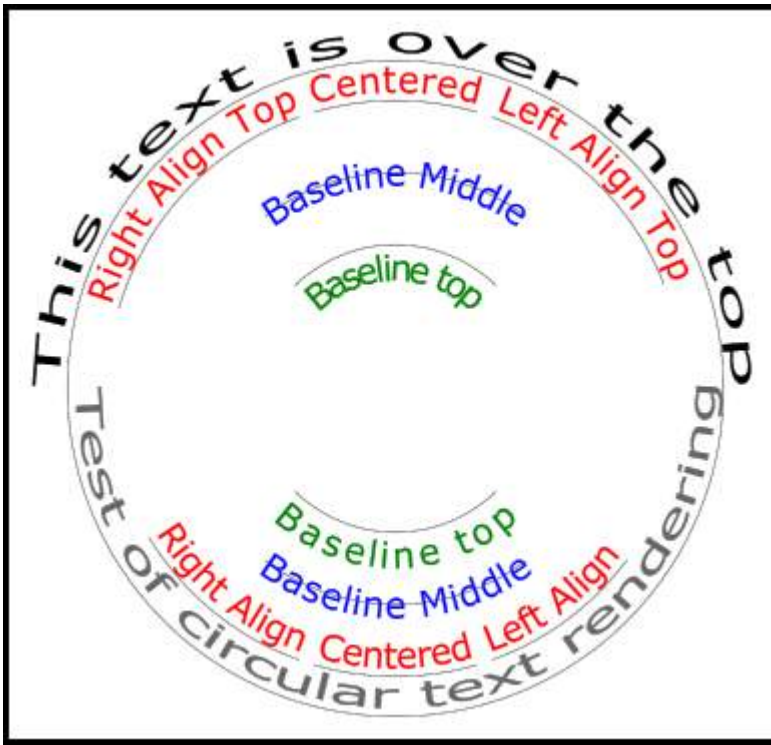 This text is over the top
Right Align Top
Centered
Left Align Top
Baseline Middle
Baseline top
Baseline top
Baseline Middle
Right Align
Centered
Left Align
Test of circular text rendering